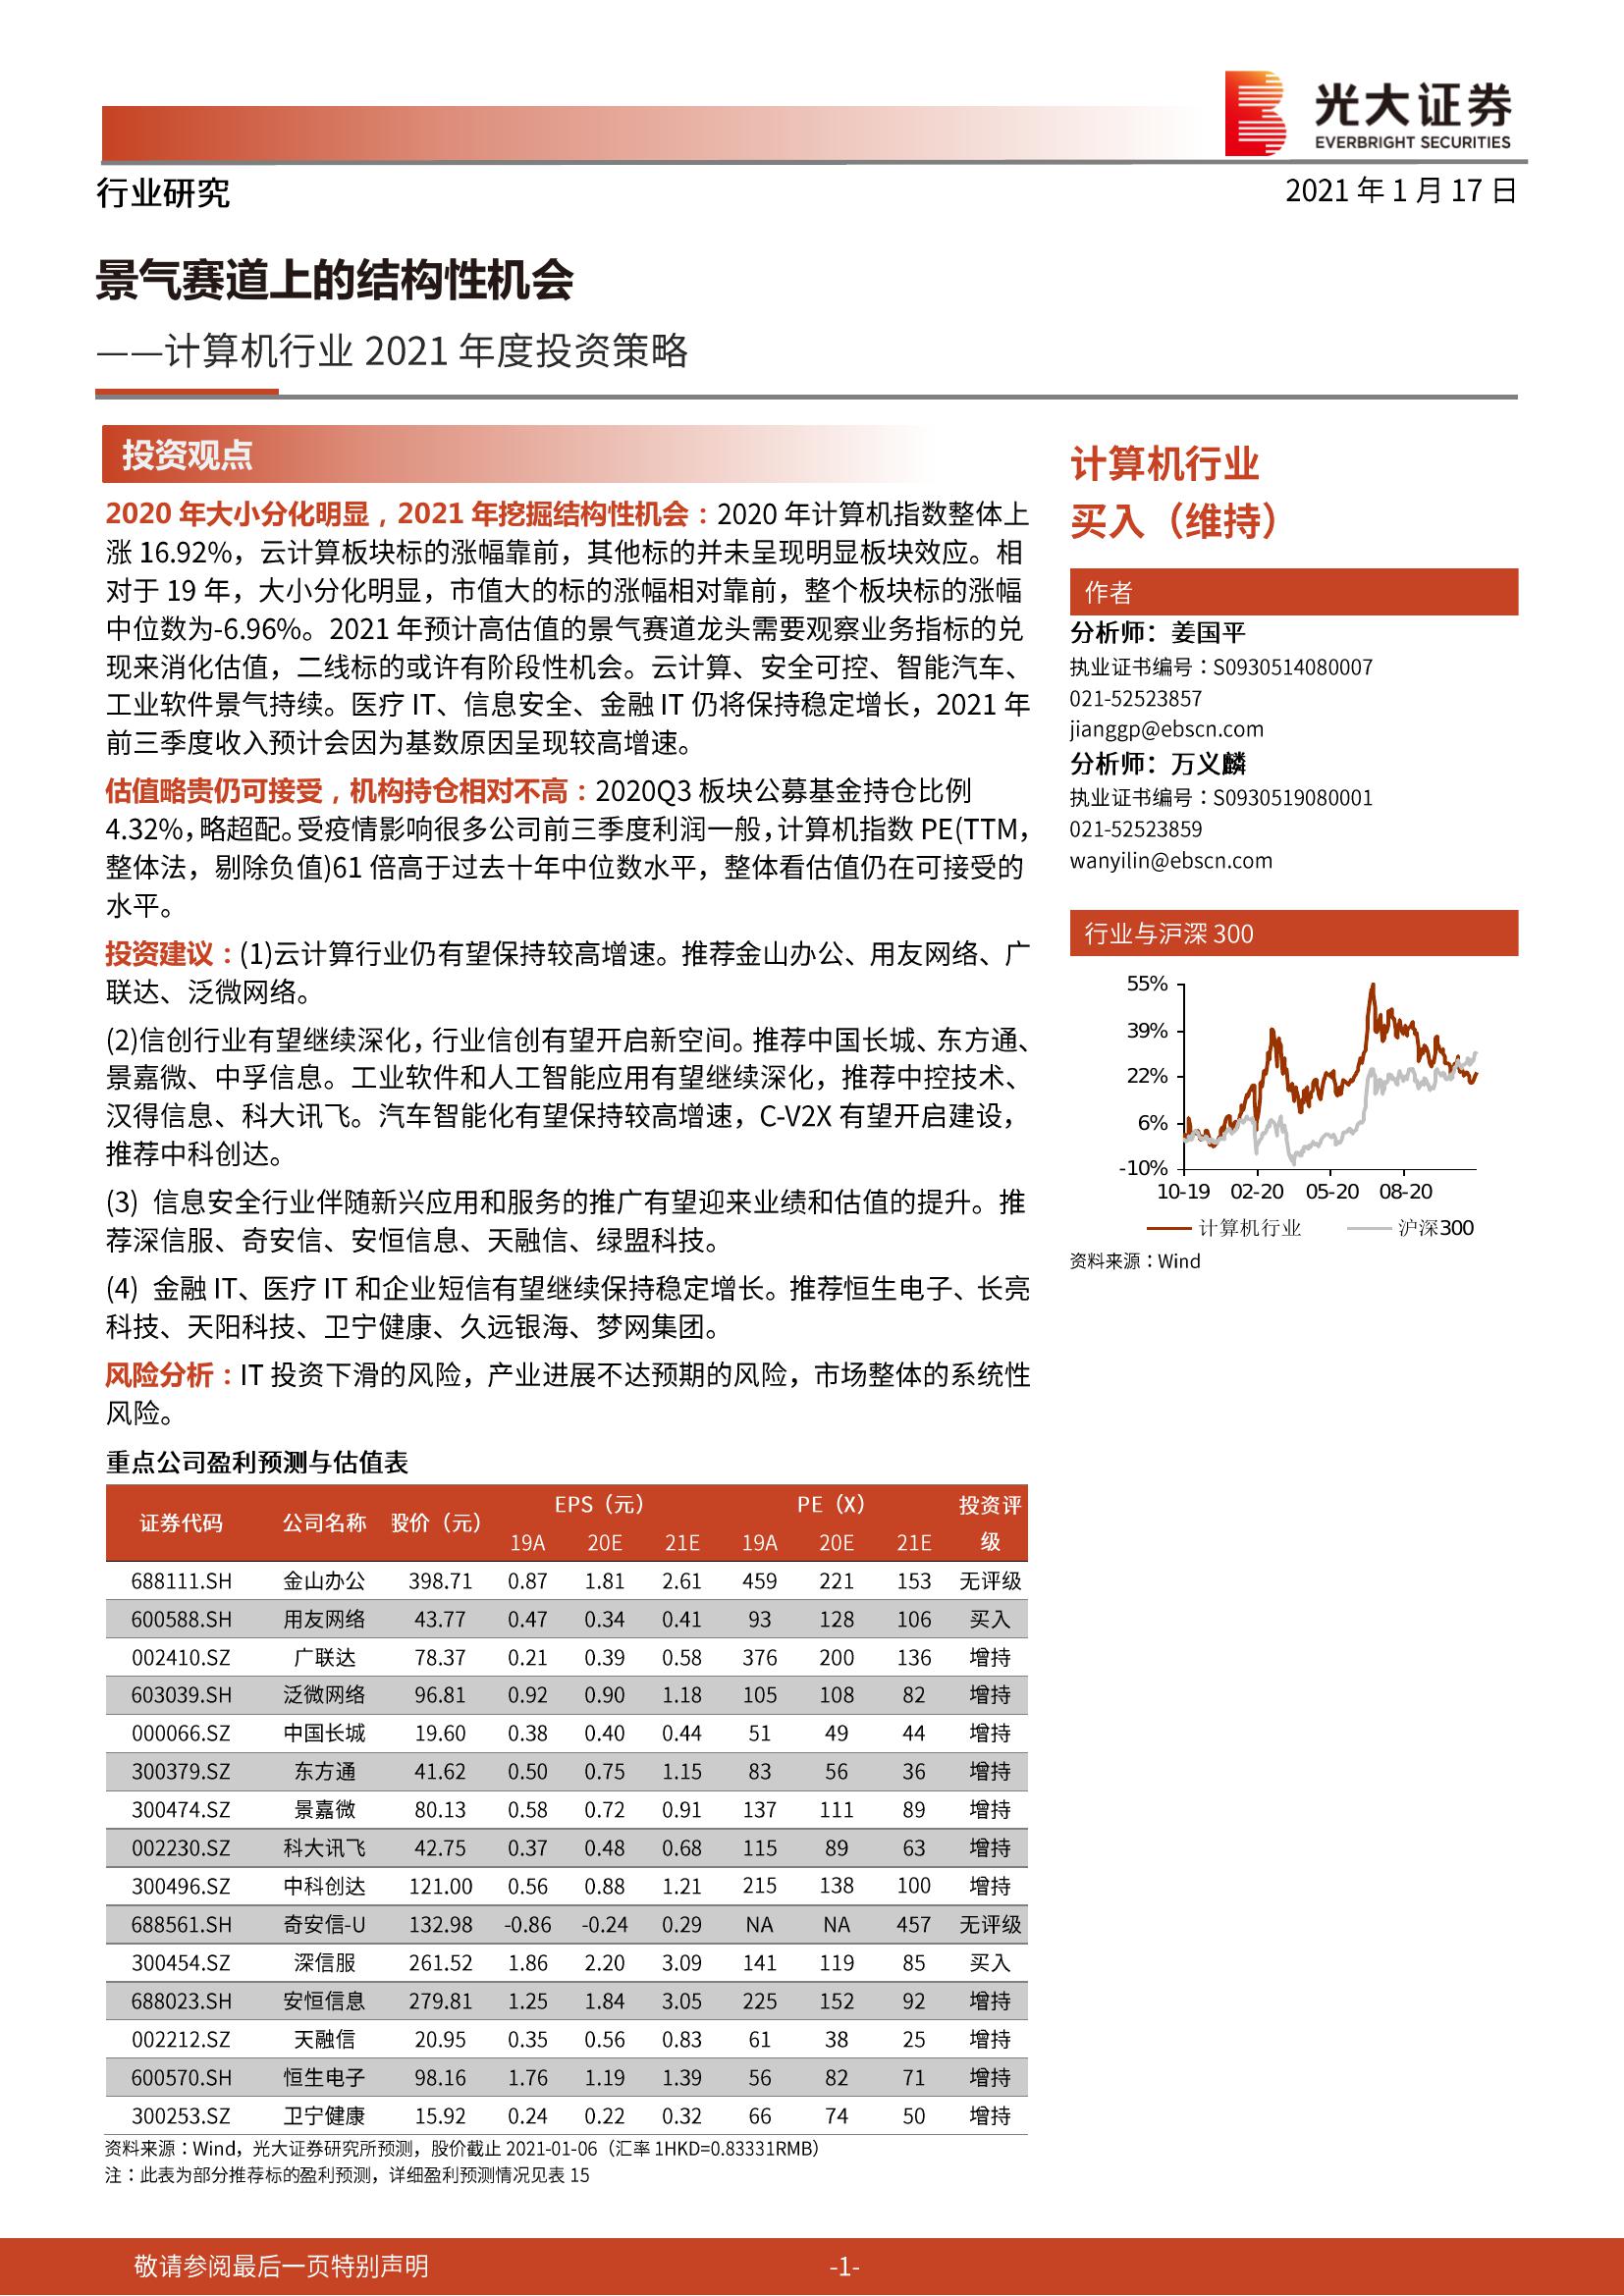 光大证券
EVERBRIGHT SECURITIES
行业研究
2021 年 1 月 17 日
景气赛道上的结构性机会
——计算机行业 2021 年度投资策略
投资观点
2020 年大小分化明显，2021 年挖掘结构性机会：2020 年计算机指数整体上
涨 16.92%，云计算板块标的涨幅靠前，其他标的并未呈现明显板块效应。相
对于 19 年，大小分化明显，市值大的标的涨幅相对靠前，整个板块标的涨幅
中位数为-6.96%。2021 年预计高估值的景气赛道龙头需要观察业务指标的兑
现来消化估值，二线标的或许有阶段性机会。云计算、安全可控、智能汽车、
工业软件景气持续。医疗 IT、信息安全、金融 IT 仍将保持稳定增长，2021 年
前三季度收入预计会因为基数原因呈现较高增速。
估值略贵仍可接受，机构持仓相对不高：2020Q3 板块公募基金持仓比例
4.32%，略超配。受疫情影响很多公司前三季度利润一般，计算机指数 PE(TTM，
整体法，剔除负值)61 倍高于过去十年中位数水平，整体看估值仍在可接受的
水平。
投资建议：(1)云计算行业仍有望保持较高增速。推荐金山办公、用友网络、广
联达、泛微网络。
(2)信创行业有望继续深化，行业信创有望开启新空间。推荐中国长城、东方通、
景嘉微、中孚信息。工业软件和人工智能应用有望继续深化，推荐中控技术、
汉得信息、科大讯飞。汽车智能化有望保持较高增速，C-V2X 有望开启建设，
推荐中科创达。
(3) 信息安全行业伴随新兴应用和服务的推广有望迎来业绩和估值的提升。推
荐深信服、奇安信、安恒信息、天融信、绿盟科技。
(4) 金融 IT、医疗 IT 和企业短信有望继续保持稳定增长。推荐恒生电子、长亮
科技、天阳科技、卫宁健康、久远银海、梦网集团。
风险分析：IT 投资下滑的风险，产业进展不达预期的风险，市场整体的系统性
风险。
重点公司盈利预测与估值表
证券代码 公司名称 股价（元） EPS（元） PE（X） 投资评级
19A 20E 21E 19A 20E 21E
688111.SH 金山办公 398.71 0.87 1.81 2.61 459 221 153 无评级
600588.SH 用友网络 43.77 0.47 0.34 0.41 93 128 106 买入
002410.SZ 广联达 78.37 0.21 0.39 0.58 376 200 136 增持
603039.SH 泛微网络 96.81 0.92 0.90 1.18 105 108 82 增持
000066.SZ 中国长城 19.60 0.38 0.40 0.44 51 49 44 增持
300379.SZ 东方通 41.62 0.50 0.75 1.15 83 56 36 增持
300474.SZ 景嘉微 80.13 0.58 0.72 0.91 137 111 89 增持
002230.SZ 科大讯飞 42.75 0.37 0.48 0.68 115 89 63 增持
300496.SZ 中科创达 121.00 0.56 0.88 1.21 215 138 100 增持
688561.SH 奇安信-U 132.98 -0.86 -0.24 0.29 NA NA 457 无评级
300454.SZ 深信服 261.52 1.86 2.20 3.09 141 119 85 买入
688023.SH 安恒信息 279.81 1.25 1.84 3.05 225 152 92 增持
002212.SZ 天融信 20.95 0.35 0.56 0.83 61 38 25 增持
600570.SH 恒生电子 98.16 1.76 1.19 1.39 56 82 71 增持
300253.SZ 卫宁健康 15.92 0.24 0.22 0.32 66 74 50 增持
资料来源：Wind，光大证券研究所预测，股价截止 2021-01-06（汇率 1HKD=0.83331RMB）
注：此表为部分推荐标的盈利预测，详细盈利预测情况见表 15
计算机行业
买入（维持）
作者
分析师：姜国平
执业证书编号：S0930514080007
021-52523857
jianggp@ebscn.com
分析师：万义麟
执业证书编号：S0930519080001
021-52523859
wanyilin@ebscn.com
行业与沪深 300
55%
39%
22%
6%
-10%
10-19 02-20 05-20 08-20
计算机行业 沪深300
资料来源：Wind
敬请参阅最后一页特别声明
-1-